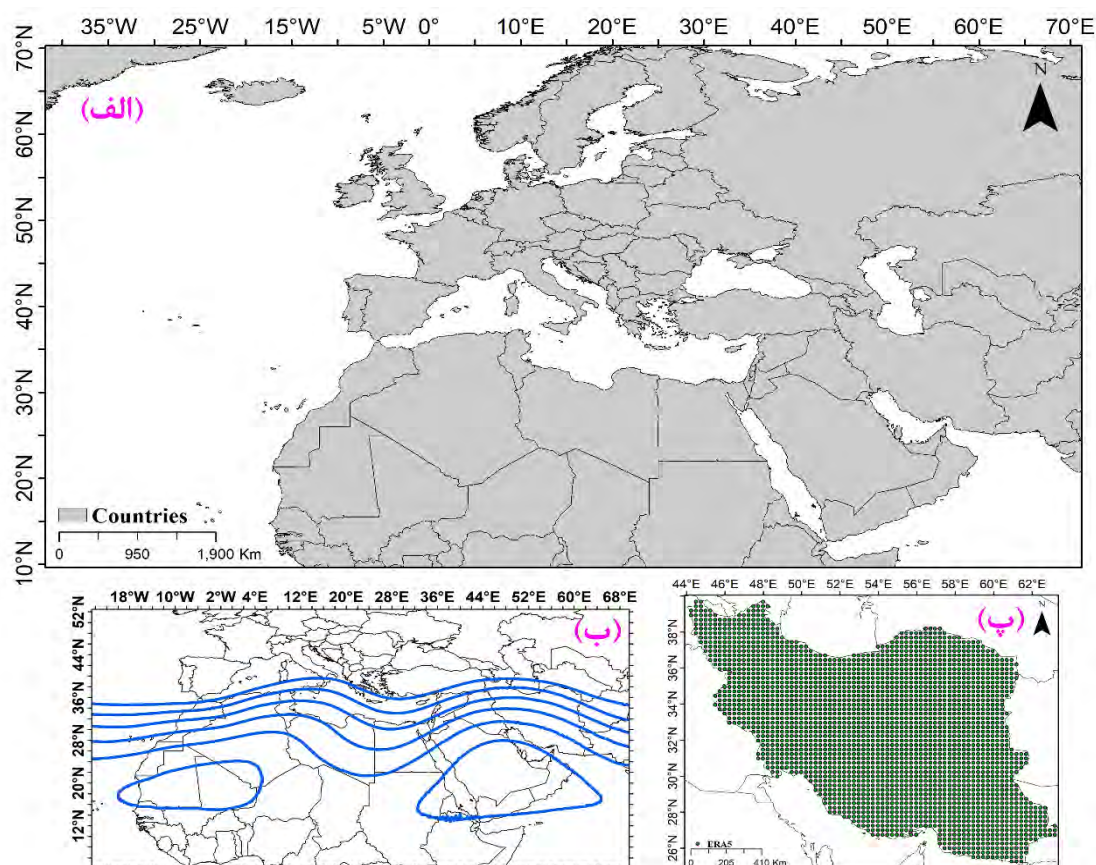 35°W 25°W 15°W 5°W 0° 10°E 20°E 30°E 40°E 50°E 60°E 70°E
70°N
60°N
50°N
40°N
30°N
20°N
10°N
N
(الف)
Countries
0 950 1,900 Km
18°W 10°W 2°W 4°E 12°E 20°E 28°E 36°E 44°E 52°E 60°E 68°E
52°N
44°N
36°N
28°N
20°N
12°N
(ب)
44°E 46°E 48°E 50°E 52°E 54°E 56°E 58°E 60°E 62°E
38°N
36°N
34°N
32°N
30°N
28°N
26°N
N
(پ)
ERA5
0 205 410 Km